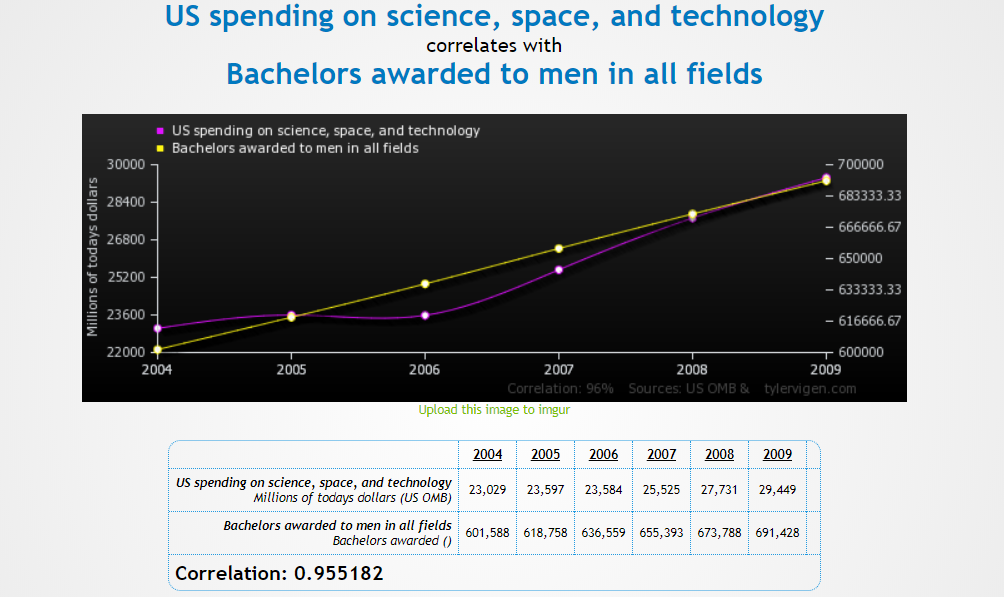 US spending on science, space, and technology
correlates with
Bachelors awarded to men in all fields
US spending on science, space, and technology
Bachelors awarded to men in all fields
Millions of todays dollars
30000
28400
26800
25200
23600
22000
700000
683333.33
666666.67
650000
633333.33
616666.67
600000
2004 2005 2006 2007 2008 2009
Correlation: 96% Sources: US OMB & tylervigen.com
Upload this image to imgur
2004 2005 2006 2007 2008 2009
US spending on science, space, and technology
Millions of todays dollars (US OMB)
23,029 23,597 23,584 25,525 27,731 29,449
Bachelors awarded to men in all fields
Bachelors awarded ()
601,588 618,758 636,559 655,393 673,788 691,428
Correlation: 0.955182